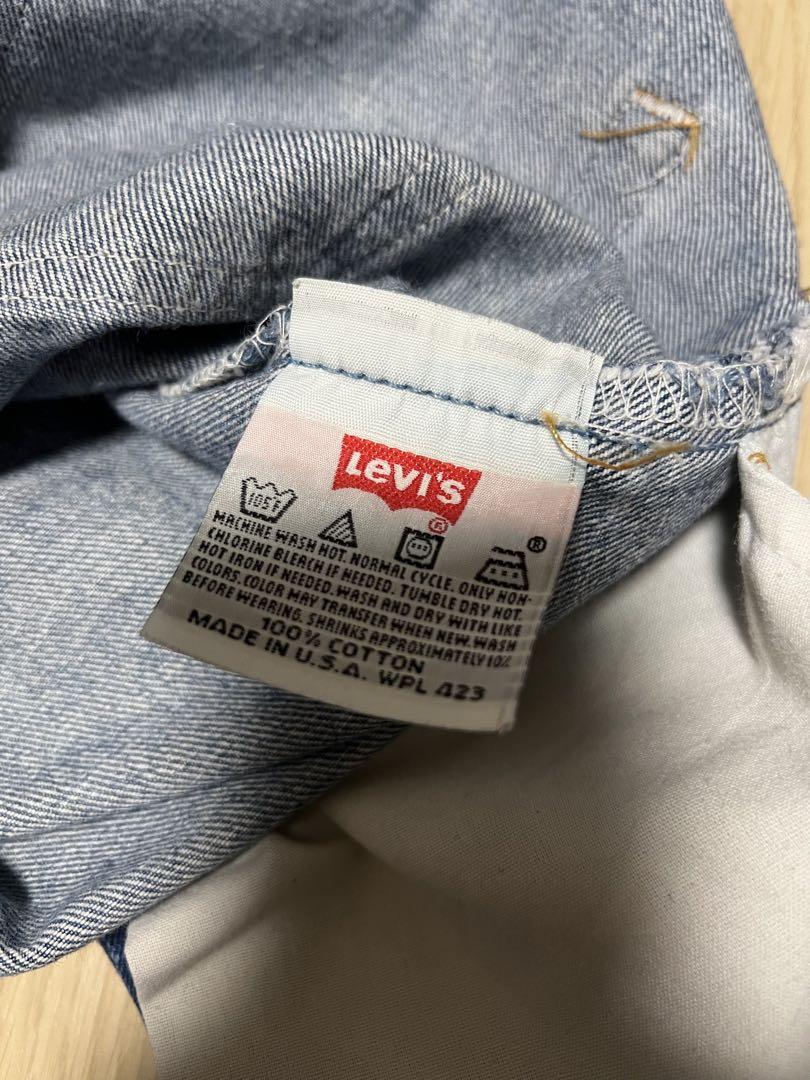 Levi's
®
105F
®
MACHINE WASH HOT. NORMAL CYCLE. ONLY NON-
CHLORINE BLEACH IF NEEDED. TUMBLE DRY HOT.
HOT IRON IF NEEDED. WASH AND DRY WITH LIKE
COLORS. COLOR MAY TRANSFER WHEN NEW. WASH
BEFORE WEARING. SHRINKS APPROXIMATELY 10%
100% COTTON
MADE IN U.S.A. WPL 423